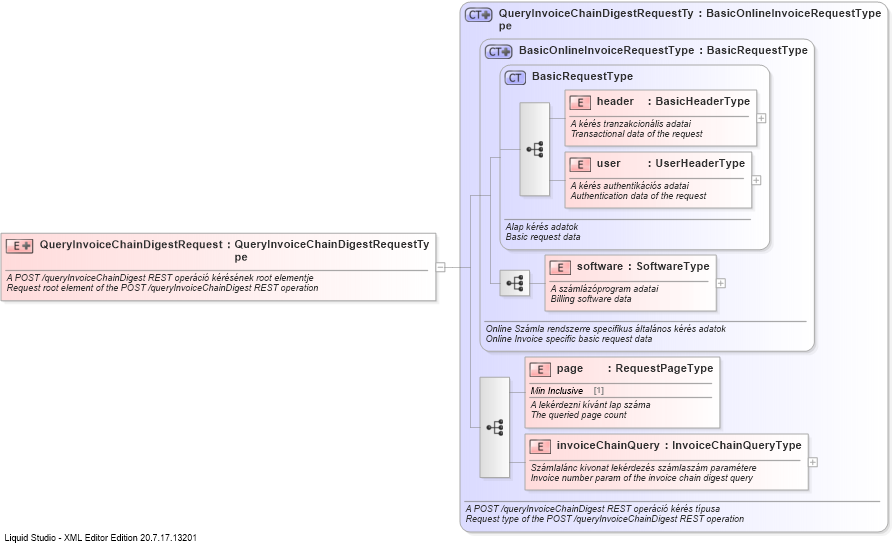 CT QueryInvoiceChainDigestRequestTy : BasicOnlineInvoiceRequestType
pe
CT BasicOnlineInvoiceRequestType : BasicRequestType
CT BasicRequestType
E header : BasicHeaderType
A kérés tranzakcionális adatai
Transactional data of the request
E user : UserHeaderType
A kérés authentikációs adatai
Authentication data of the request
Alap kérés adatok
Basic request data
E QueryInvoiceChainDigestRequest : QueryInvoiceChainDigestRequestTy
pe
A POST /queryInvoiceChainDigest REST operáció kérésének root elementje
Request root element of the POST /queryInvoiceChainDigest REST operation
E software : SoftwareType
A számlázóprogram adatai
Billing software data
Online Számla rendszerre specifikus általános kérés adatok
Online Invoice specific basic request data
E page : RequestPageType
Min Inclusive [1]
A lekérdezni kívánt lap száma
The queried page count
E invoiceChainQuery : InvoiceChainQueryType
Számlalánc kivonat lekérdezés számlaszám paramétere
Invoice number param of the invoice chain digest query
A POST /queryInvoiceChainDigest REST operáció kérés típusa
Request type of the POST /queryInvoiceChainDigest REST operation
Liquid Studio - XML Editor Edition 20.7.17.13201